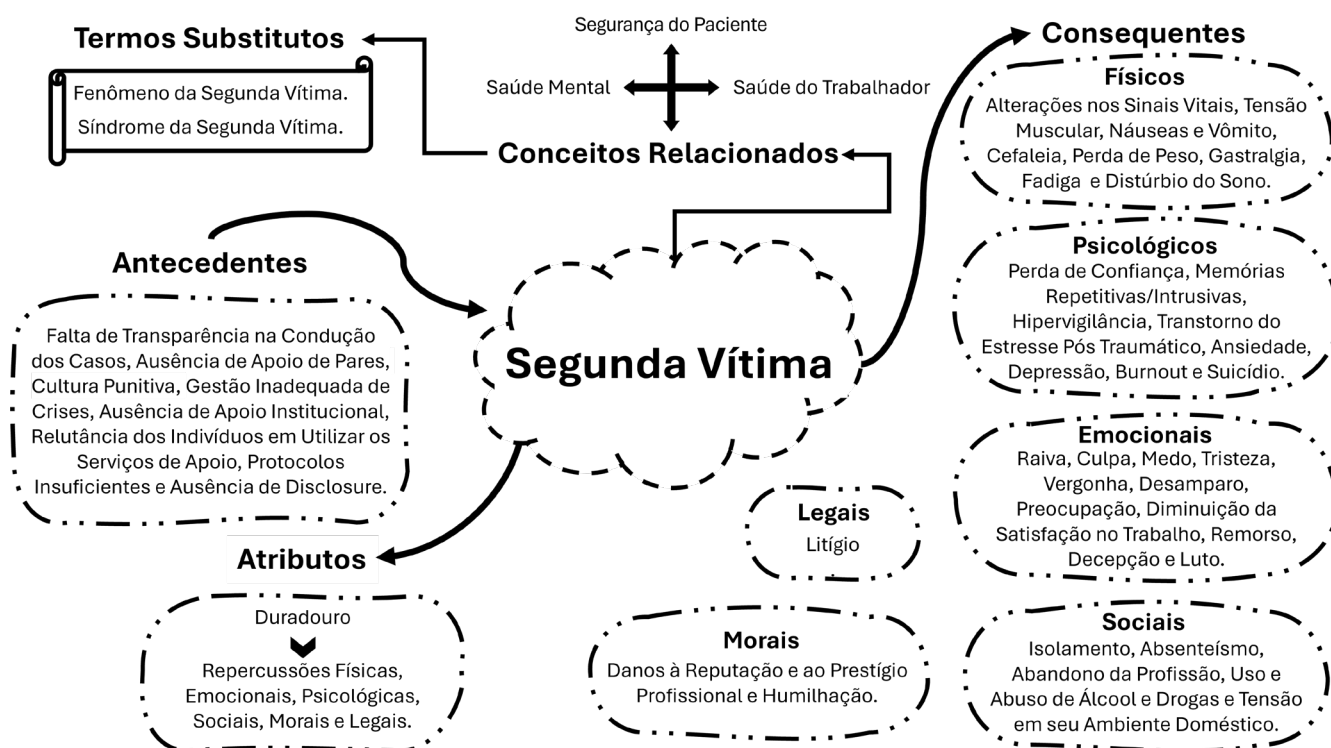 Termos Substitutos
Fenômeno da Segunda Vítima.
Síndrome da Segunda Vítima.
Segurança do Paciente
Saúde Mental
Saúde do Trabalhador
Conceitos Relacionados
Antecedentes
Falta de Transparência na Condução
dos Casos, Ausência de Apoio de Pares,
Cultura Punitiva, Gestão Inadequada de
Crises, Ausência de Apoio Institucional,
Relutância dos Indivíduos em Utilizar os
Serviços de Apoio, Protocolos
Insuficientes e Ausência de Disclosure.
Segunda Vítima
Atributos
Duradouro
Repercussões Físicas,
Emocionais, Psicológicas,
Sociais, Morais e Legais.
Consequentes
Físicos
Alterações nos Sinais Vitais, Tensão
Muscular, Náuseas e Vômito,
Cefaleia, Perda de Peso, Gastralgia,
Fadiga e Distúrbio do Sono.
Psicológicos
Perda de Confiança, Memórias
Repetitivas/Intrusivas,
Hipervigilância, Transtorno do
Estresse Pós Traumático, Ansiedade,
Depressão, Burnout e Suicídio.
Emocionais
Raiva, Culpa, Medo, Tristeza,
Vergonha, Desamparo,
Preocupação, Diminuição da
Satisfação no Trabalho, Remorso,
Decepção e Luto.
Sociais
Isolamento, Absenteísmo,
Abandono da Profissão, Uso e
Abuso de Álcool e Drogas e Tensão
em seu Ambiente Doméstico.
Legais
Litígio
Morais
Danos à Reputação e ao Prestígio
Profissional e Humilhação.